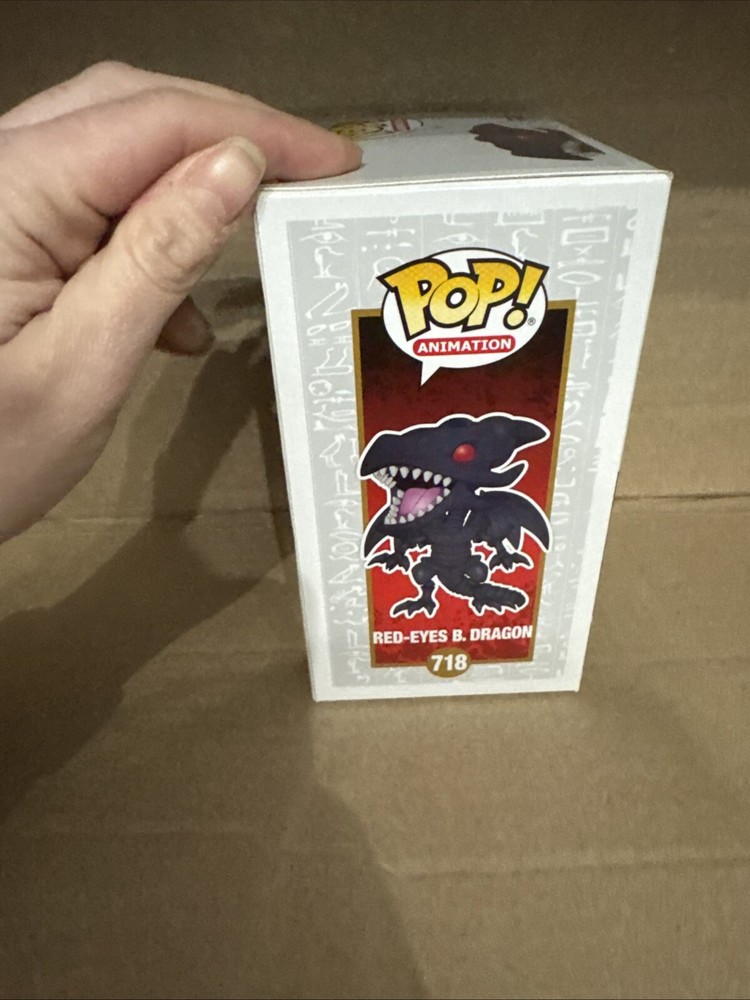 POP!
ANIMATION
RED-EYES B. DRAGON
718